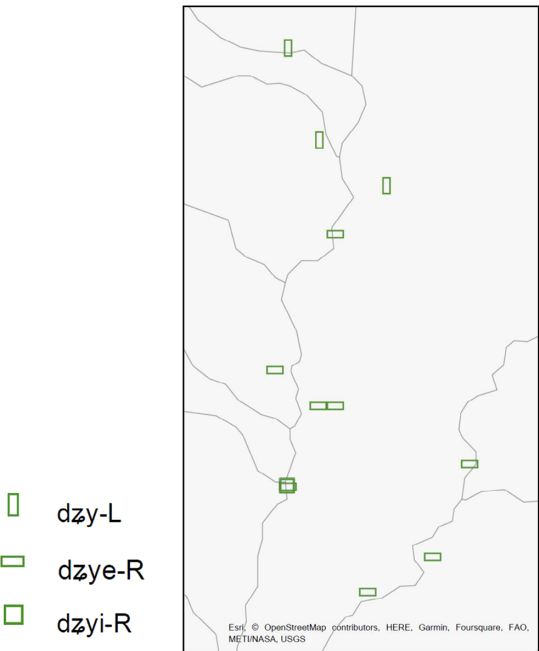 dʑy-L
dʑye-R
dʑyi-R
Esri, © OpenStreetMap contributors, HERE, Garmin, Foursquare, FAO,
METI/NASA, USGS